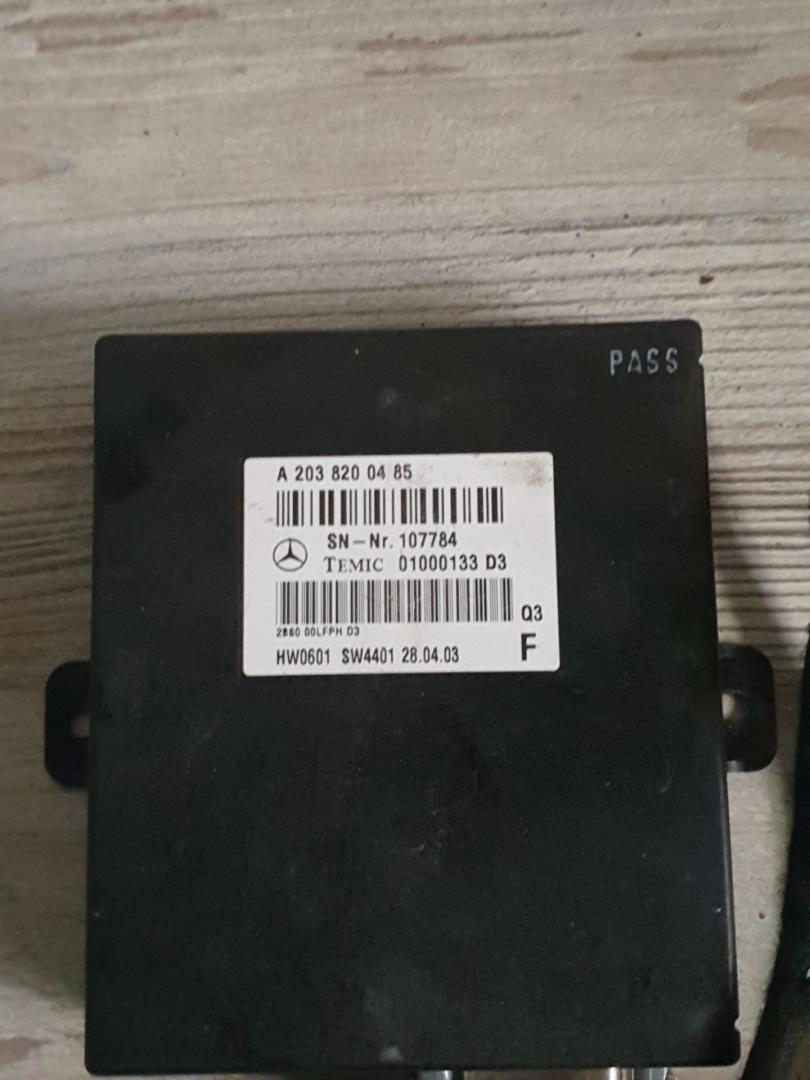 PASS
A 203 820 04 85
SN-Nr. 107784
TEMIC 01000133 D3
Q3
2860 00LFPH D3
HW0601 SW4401 28.04.03 F